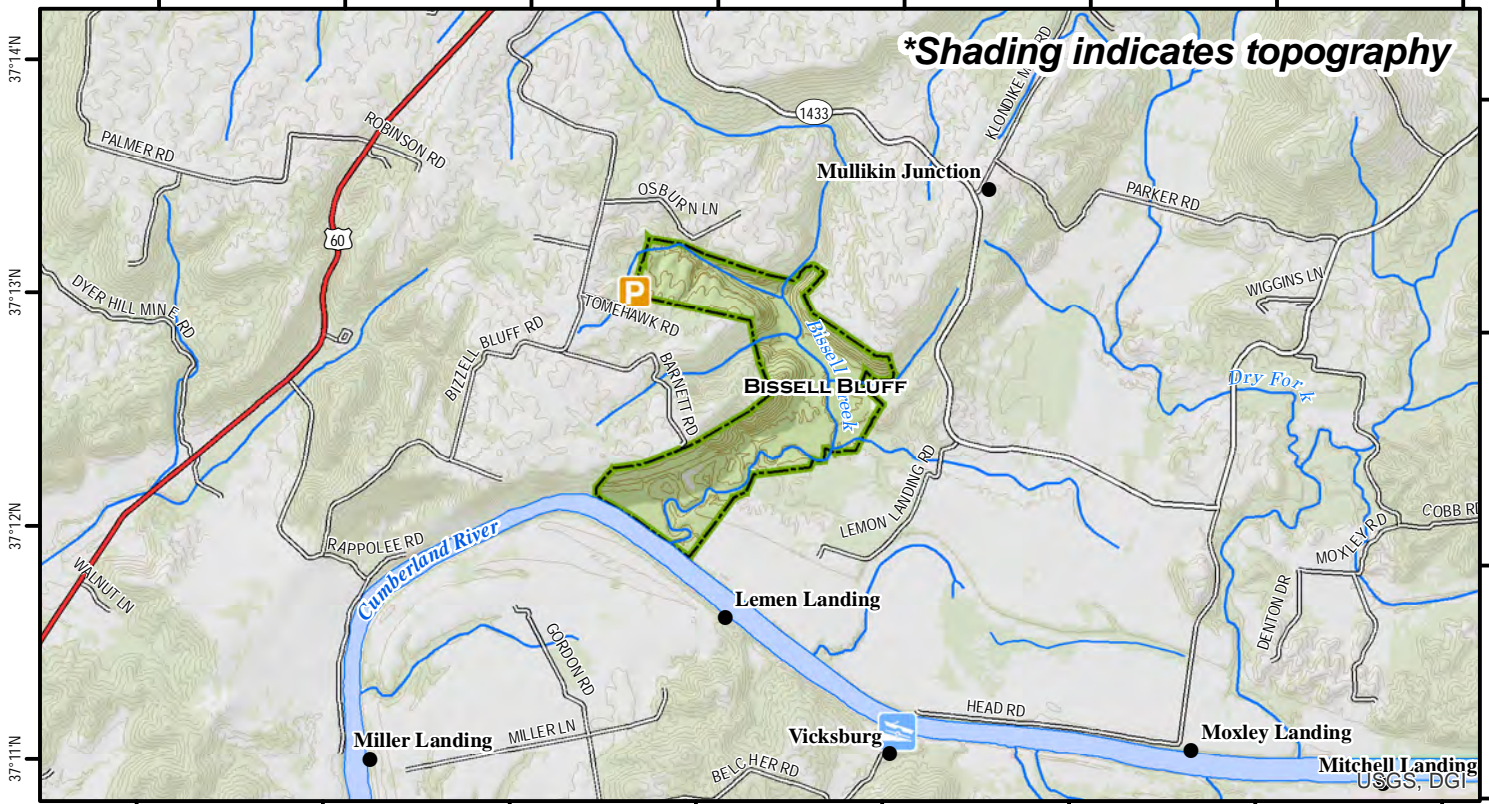 *Shading indicates topography
37°14'N
KLONDIKE M RD
1433
ROBINSON RD
PALMER RD
Mullikin Junction
OSBURN LN
PARKER RD
60
37°13'N
WIGGINS LN
DYER HILL MINE RD
P
TOMEHAWK RD
BIZZELL BLUFF RD
BARNETT RD
Bissell Creek
BISSELL BLUFF
Dry Fork
LEMON LANDING RD
37°12'N
COBB RD
MOXLEY RD
RAPPOLEE RD
Cumberland River
WALNUT LN
Lemen Landing
DENTON DR
GORDON RD
HEAD RD
MILLER LN
Miller Landing
Vicksburg
Moxley Landing
37°11'N
BELCHER RD
Mitchell Landing
USGS, DGI